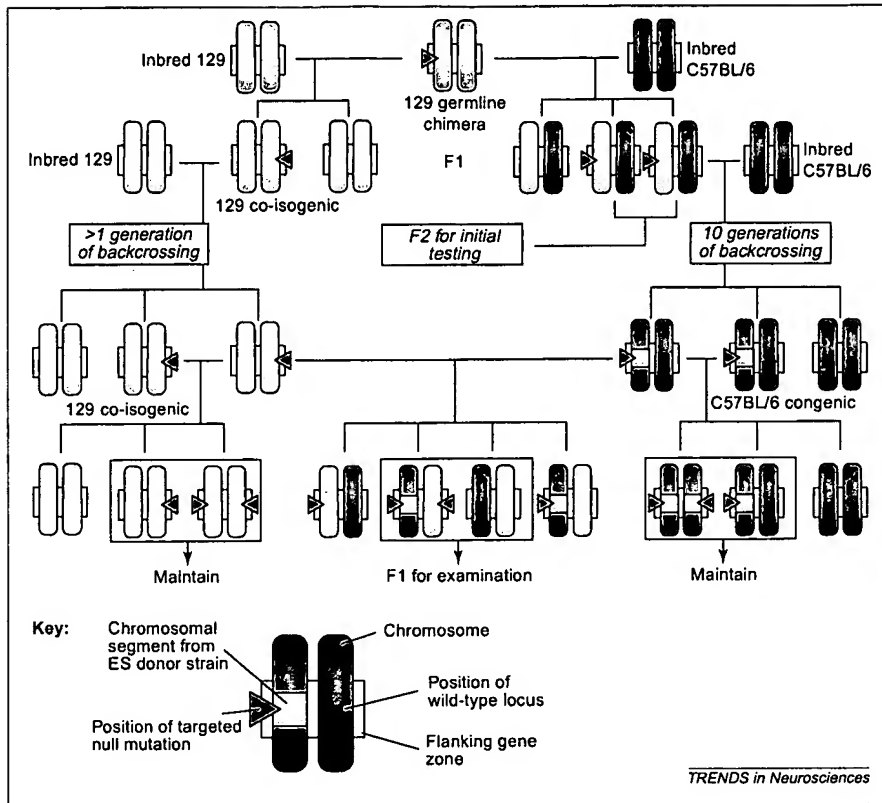 Inbred 129
129 germline
chimera
Inbred
C57BL/6
Inbred 129
129 co-isogenic
F1
Inbred
C57BL/6
>1 generation
of backcrossing
F2 for initial
testing
10 generations
of backcrossing
129 co-isogenic
C57BL/6 congenic
Maintain
F1 for examination
Maintain
Key:
Chromosomal
segment from
ES donor strain
Chromosome
Position of targeted
null mutation
Position of
wild-type locus
Flanking gene
zone
TRENDS in Neurosciences